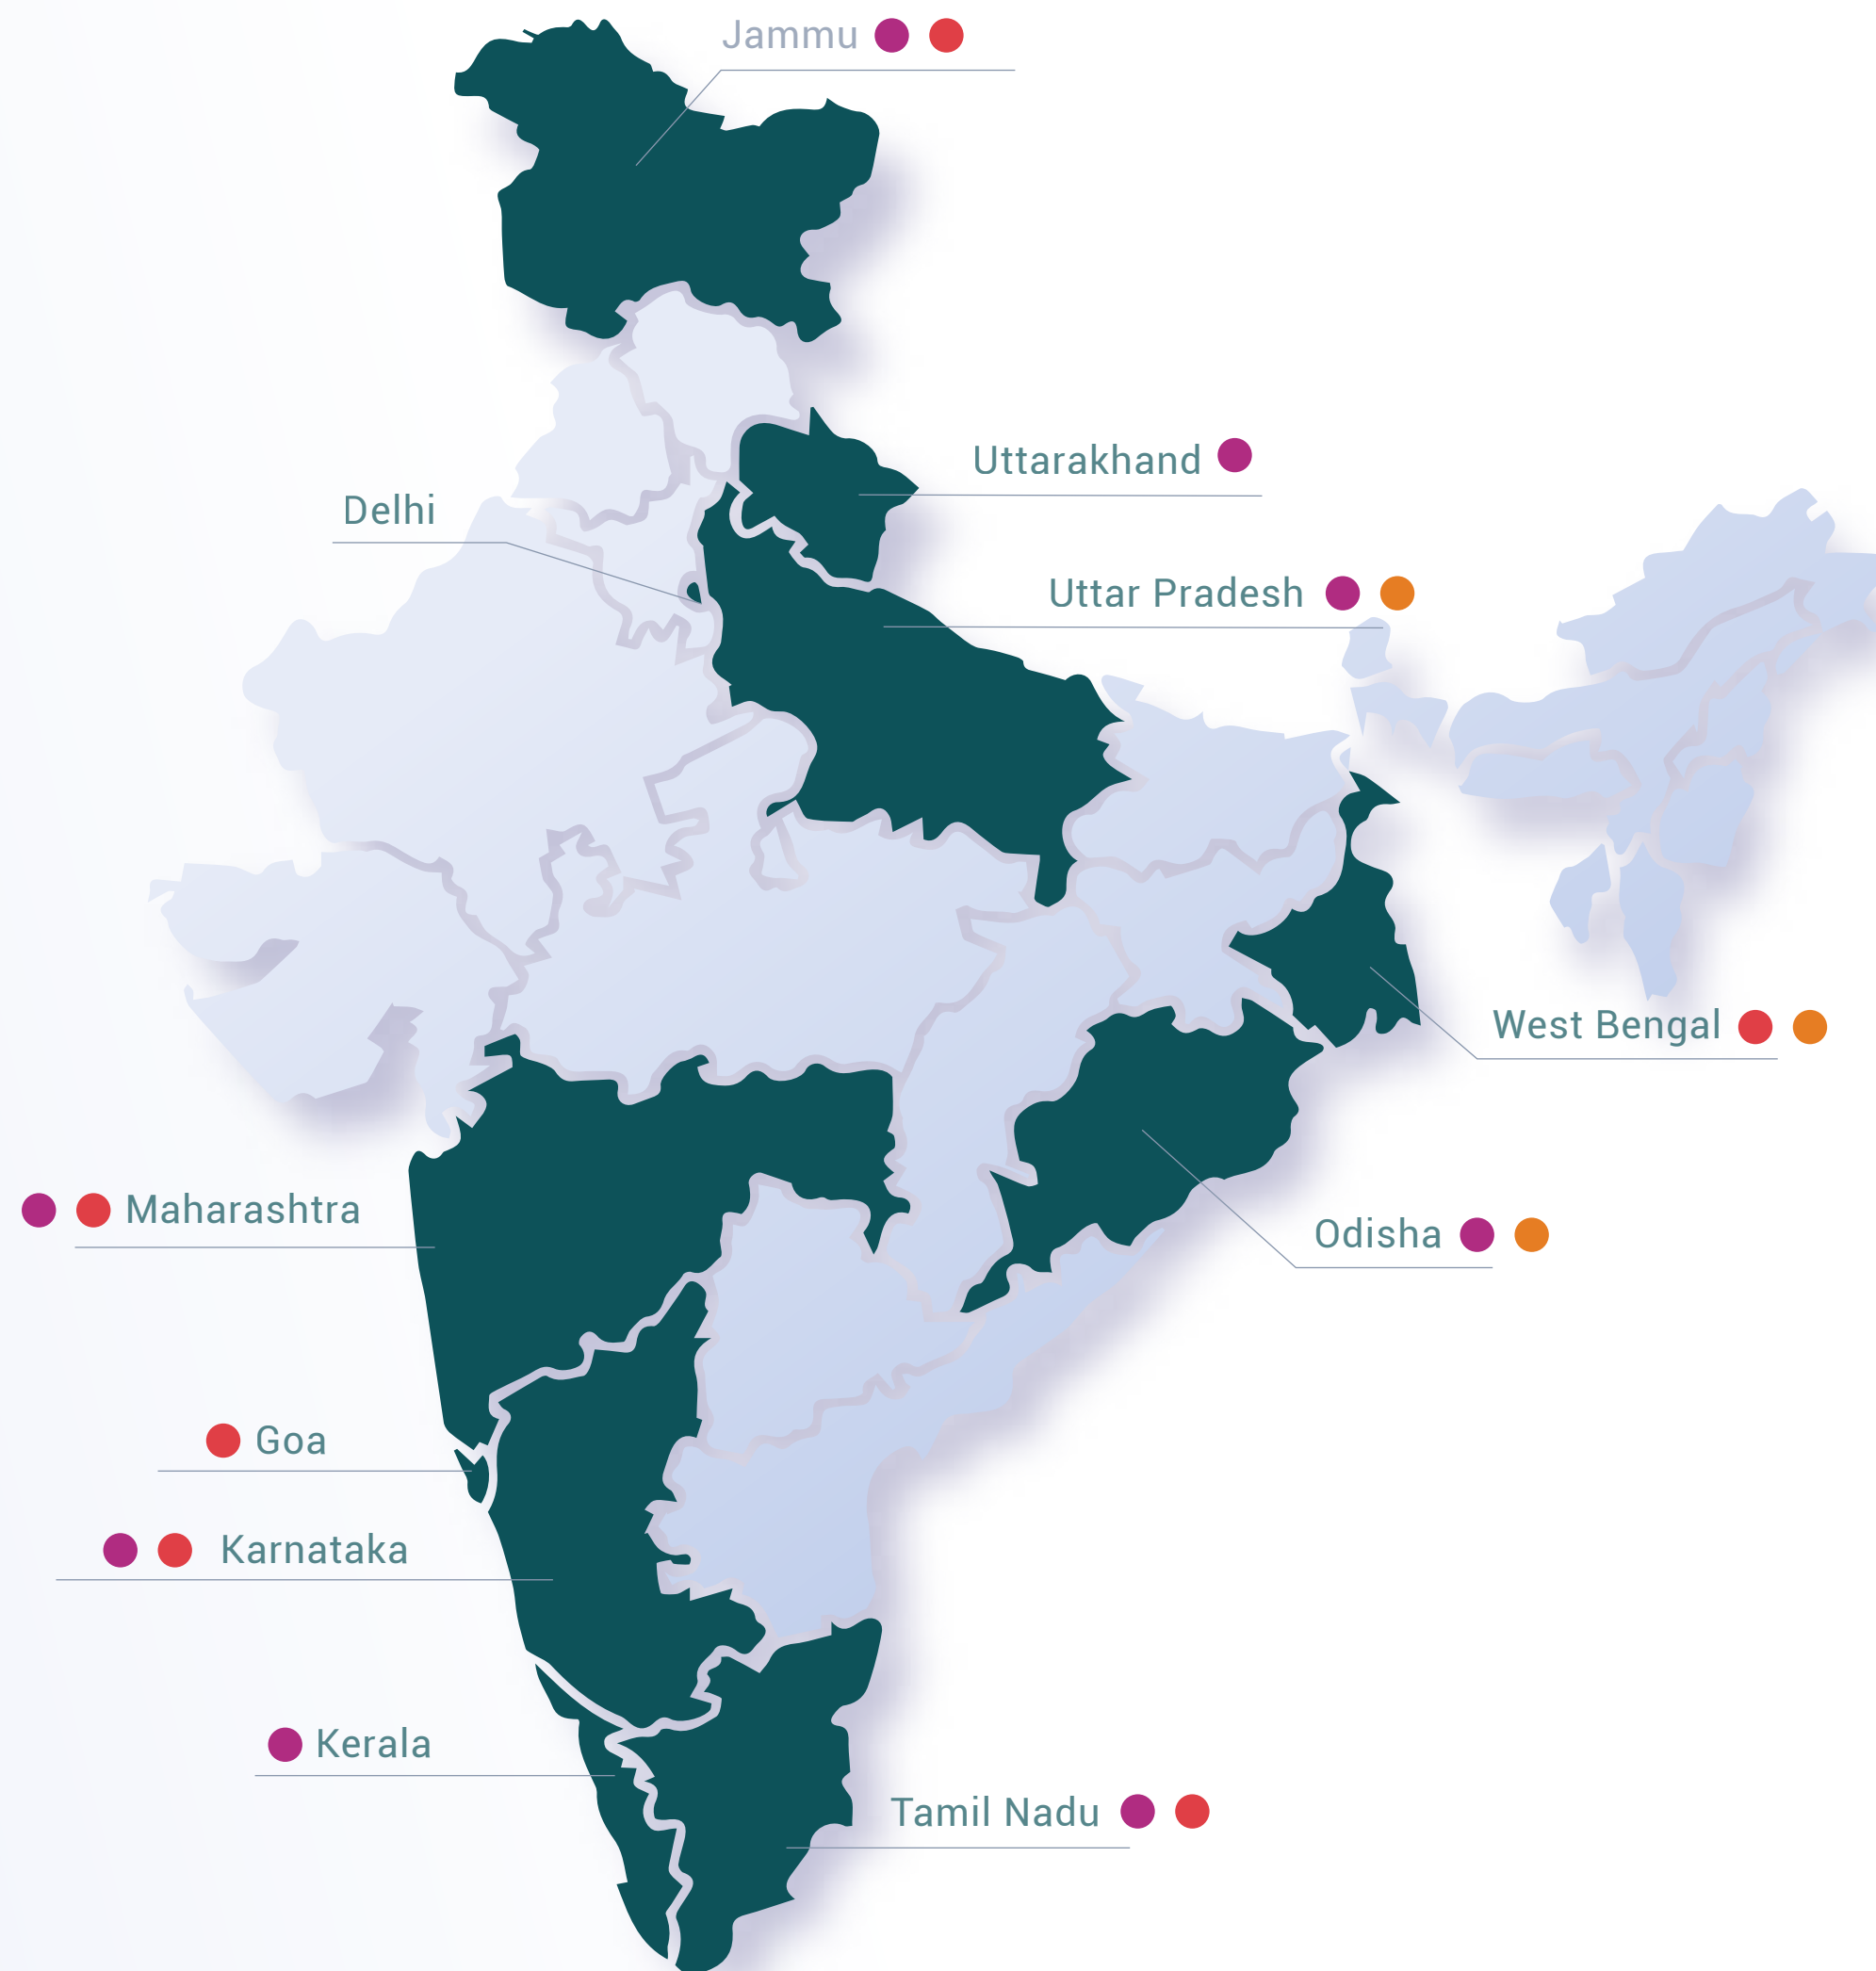 Jammu
Uttarakhand
Delhi
Uttar Pradesh
West Bengal
Maharashtra
Odisha
Goa
Karnataka
Kerala
Tamil Nadu